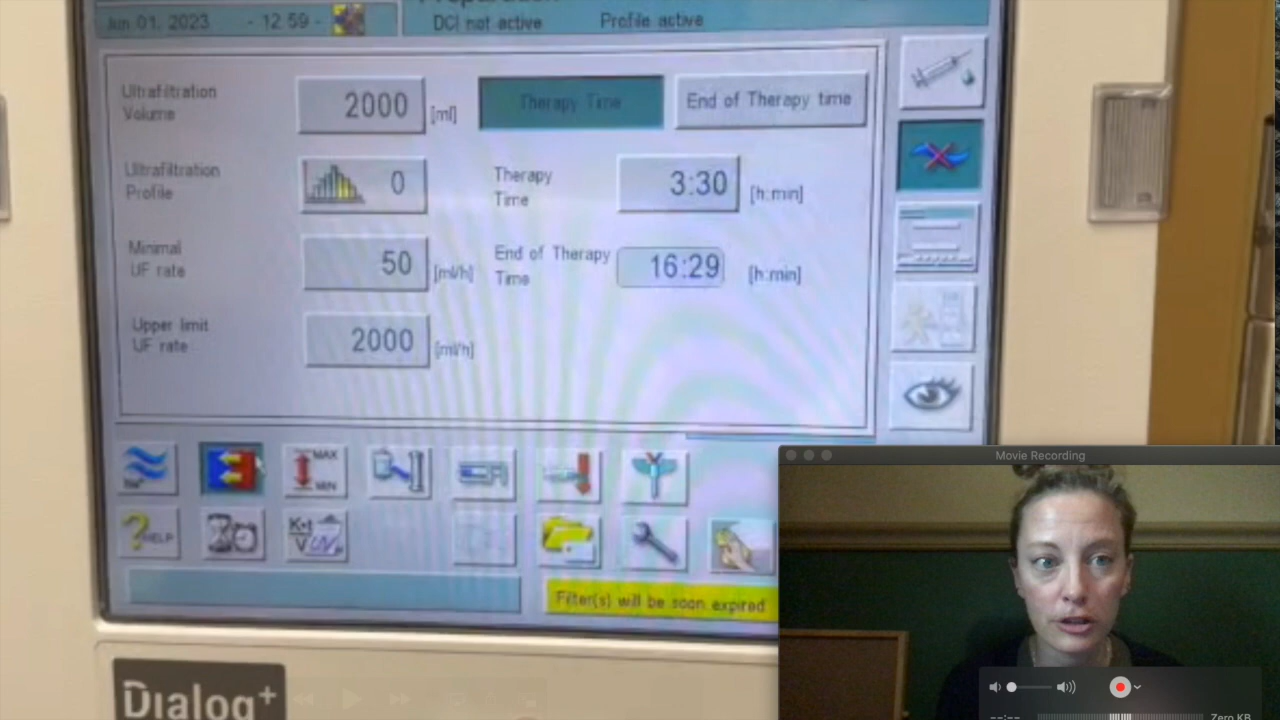 Jun 01. 2023 - 12 59 -
DCI not active Profile active
Ultrafiltration
Volume
2000 [ml]
Therapy Time
End of Therapy time
Ultrafiltration
Profile
0
Therapy
Time
3:30 [h:min]
Minimal
UF rate
50 [ml/h]
End of Therapy
Time
16:29 [h:min]
Upper limit
UF rate
2000 [ml/h]
MAX
MIN
HELP
Filter(s) will be soon expired
Movie Recording
Dialog+
--:--
Zero KB